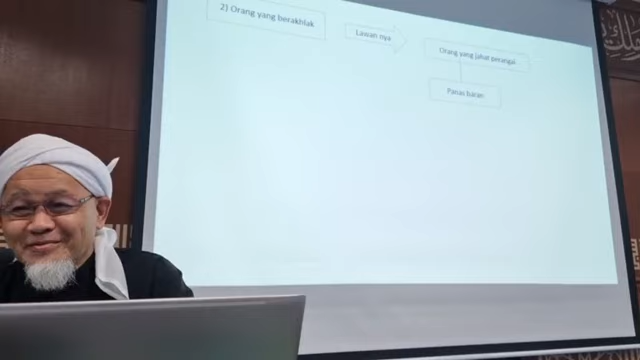 2) Orang yang berakhlak
Lawan nya
Orang yang jahat perangai
Panas baran